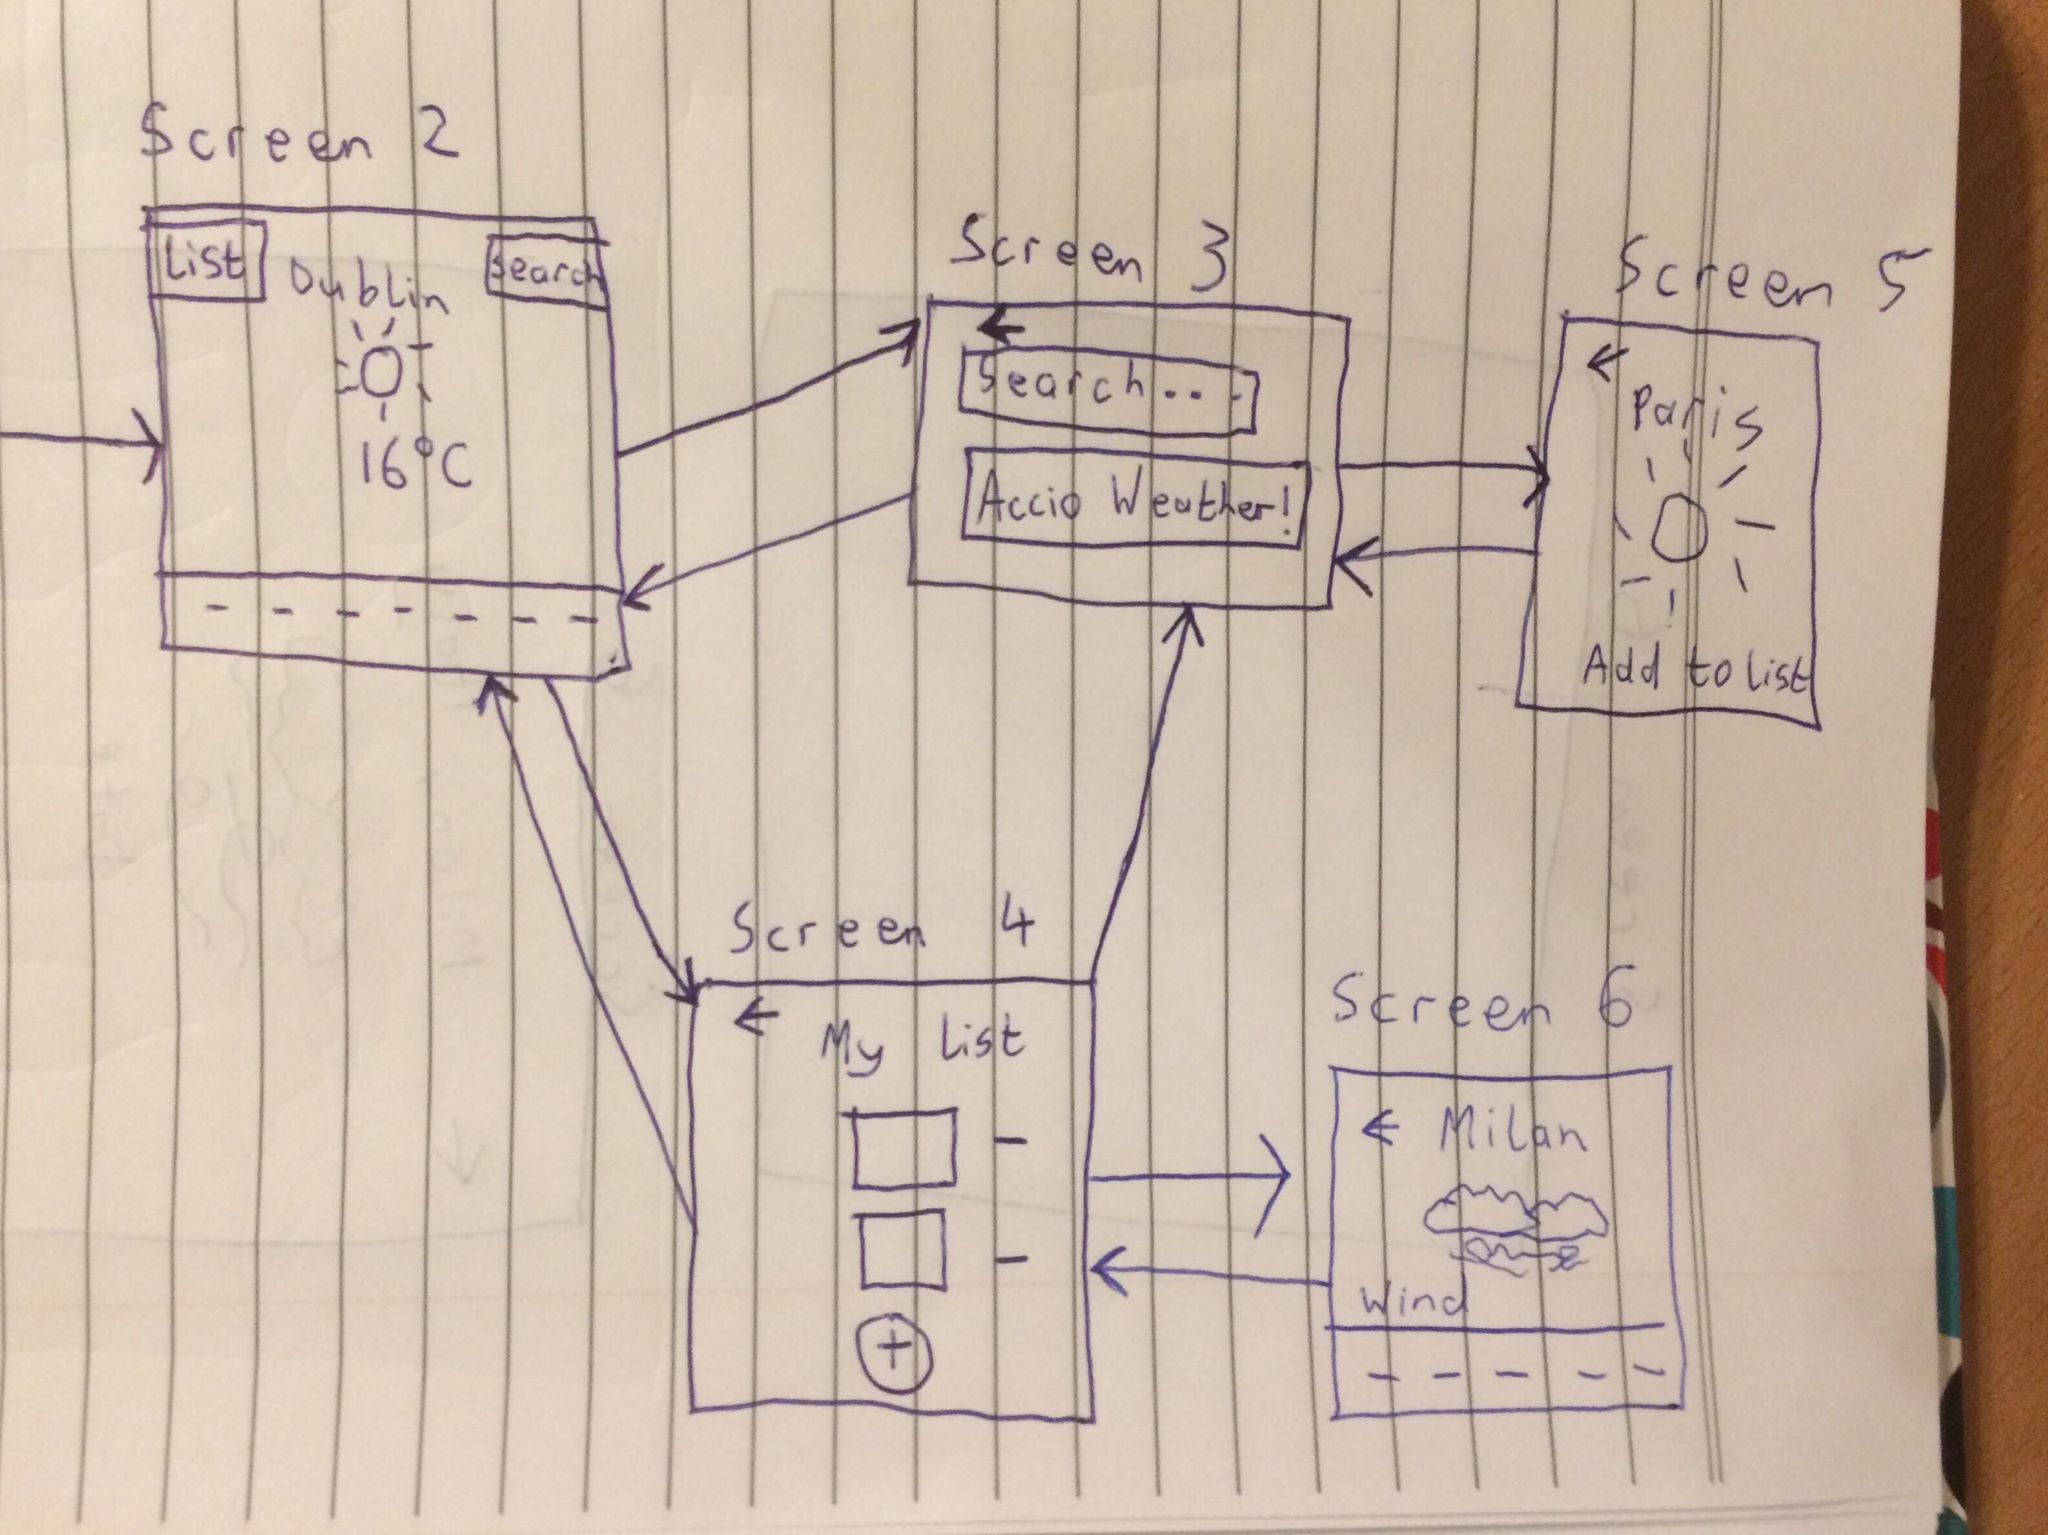 Screen 2
List
Dublin
Search
16°C
- - - - - - -
Screen 3
←
Search...
Accio Weather!
Screen 5
←
Paris
Add to list
Screen 4
←
My list
-
-
+
Screen 6
←
Milan
Wind
- - - - -